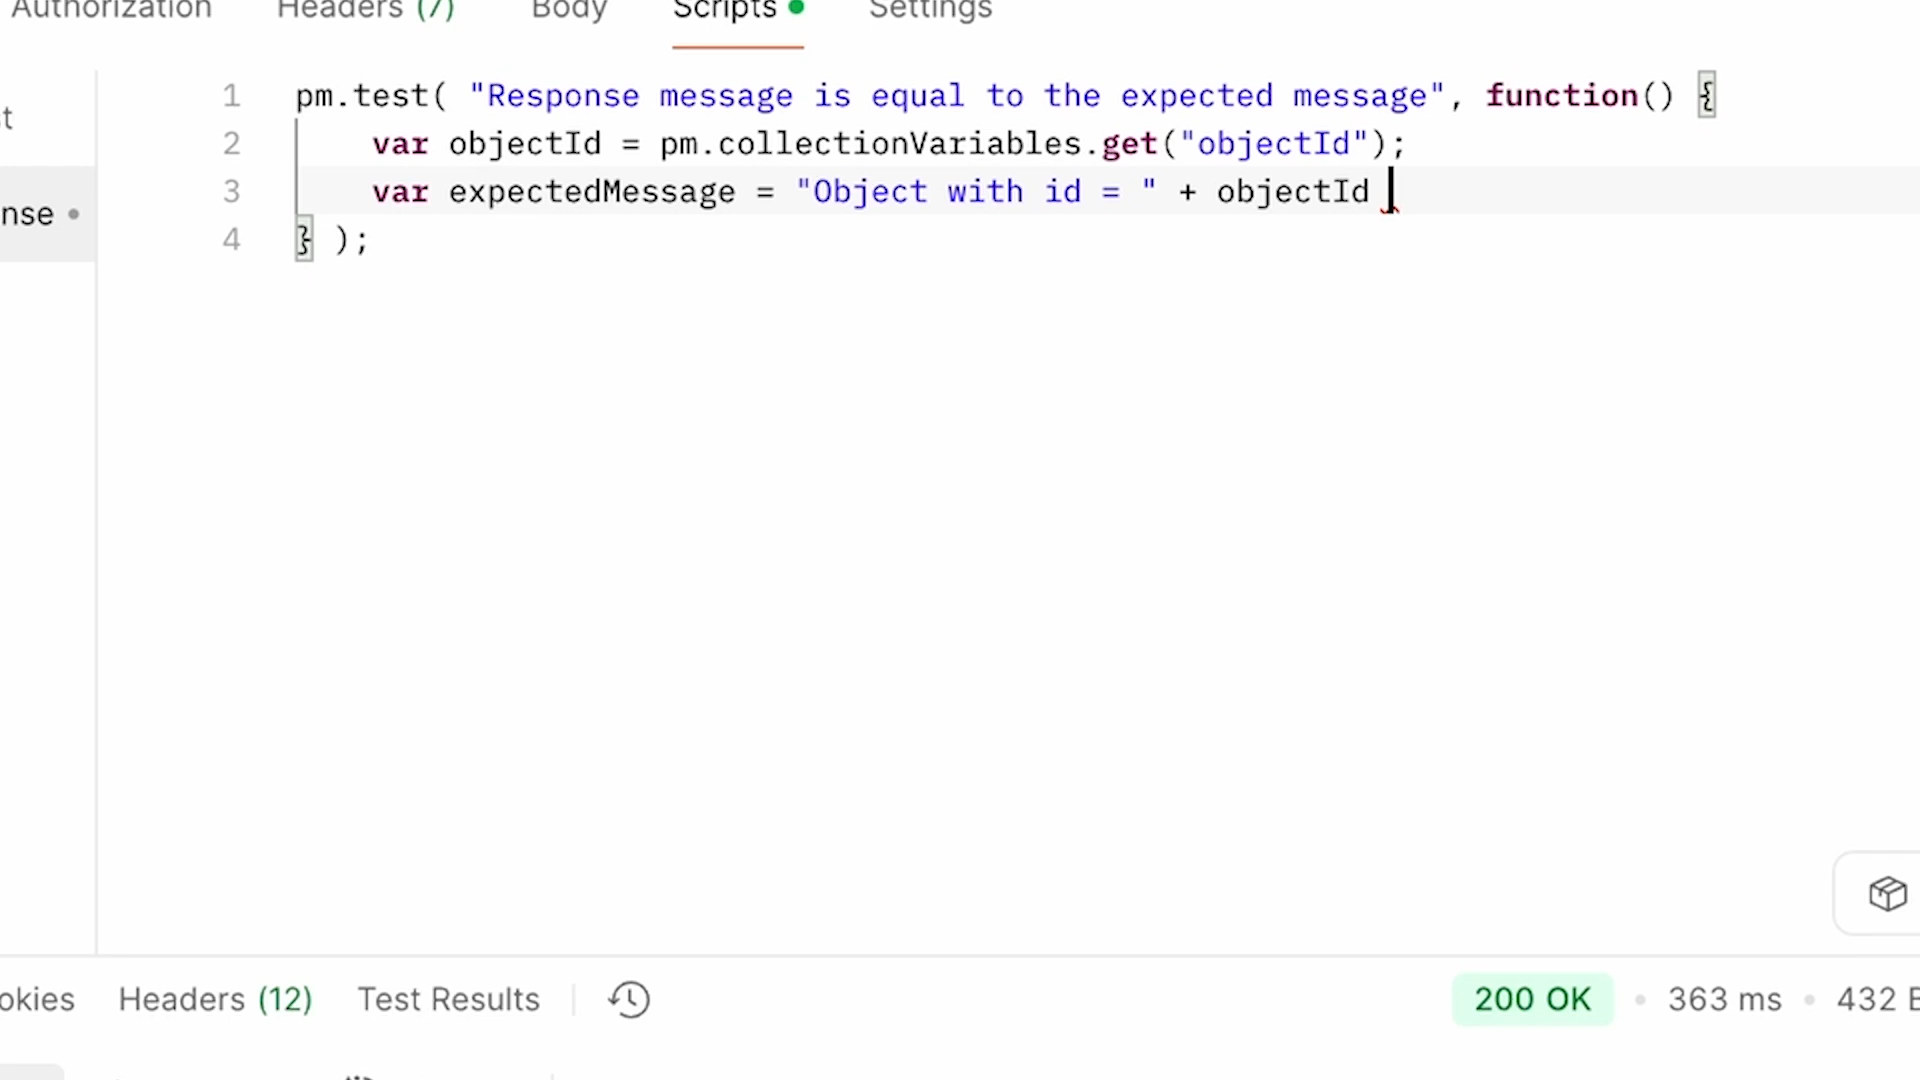 Authorization Headers (7) Body Scripts Settings
1 pm.test( "Response message is equal to the expected message", function() {
2 var objectId = pm.collectionVariables.get("objectId");
3 var expectedMessage = "Object with id = " + objectId
nse
4 } );
okies Headers (12) Test Results 200 OK • 363 ms • 432